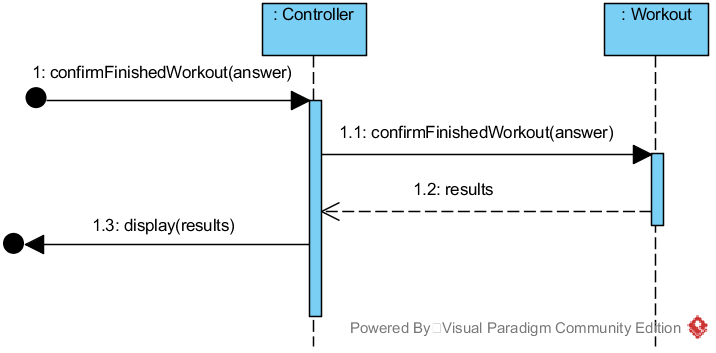 : Controller
: Workout
1: confirmFinishedWorkout(answer)
1.1: confirmFinishedWorkout(answer)
1.2: results
1.3: display(results)
Powered By Visual Paradigm Community Edition